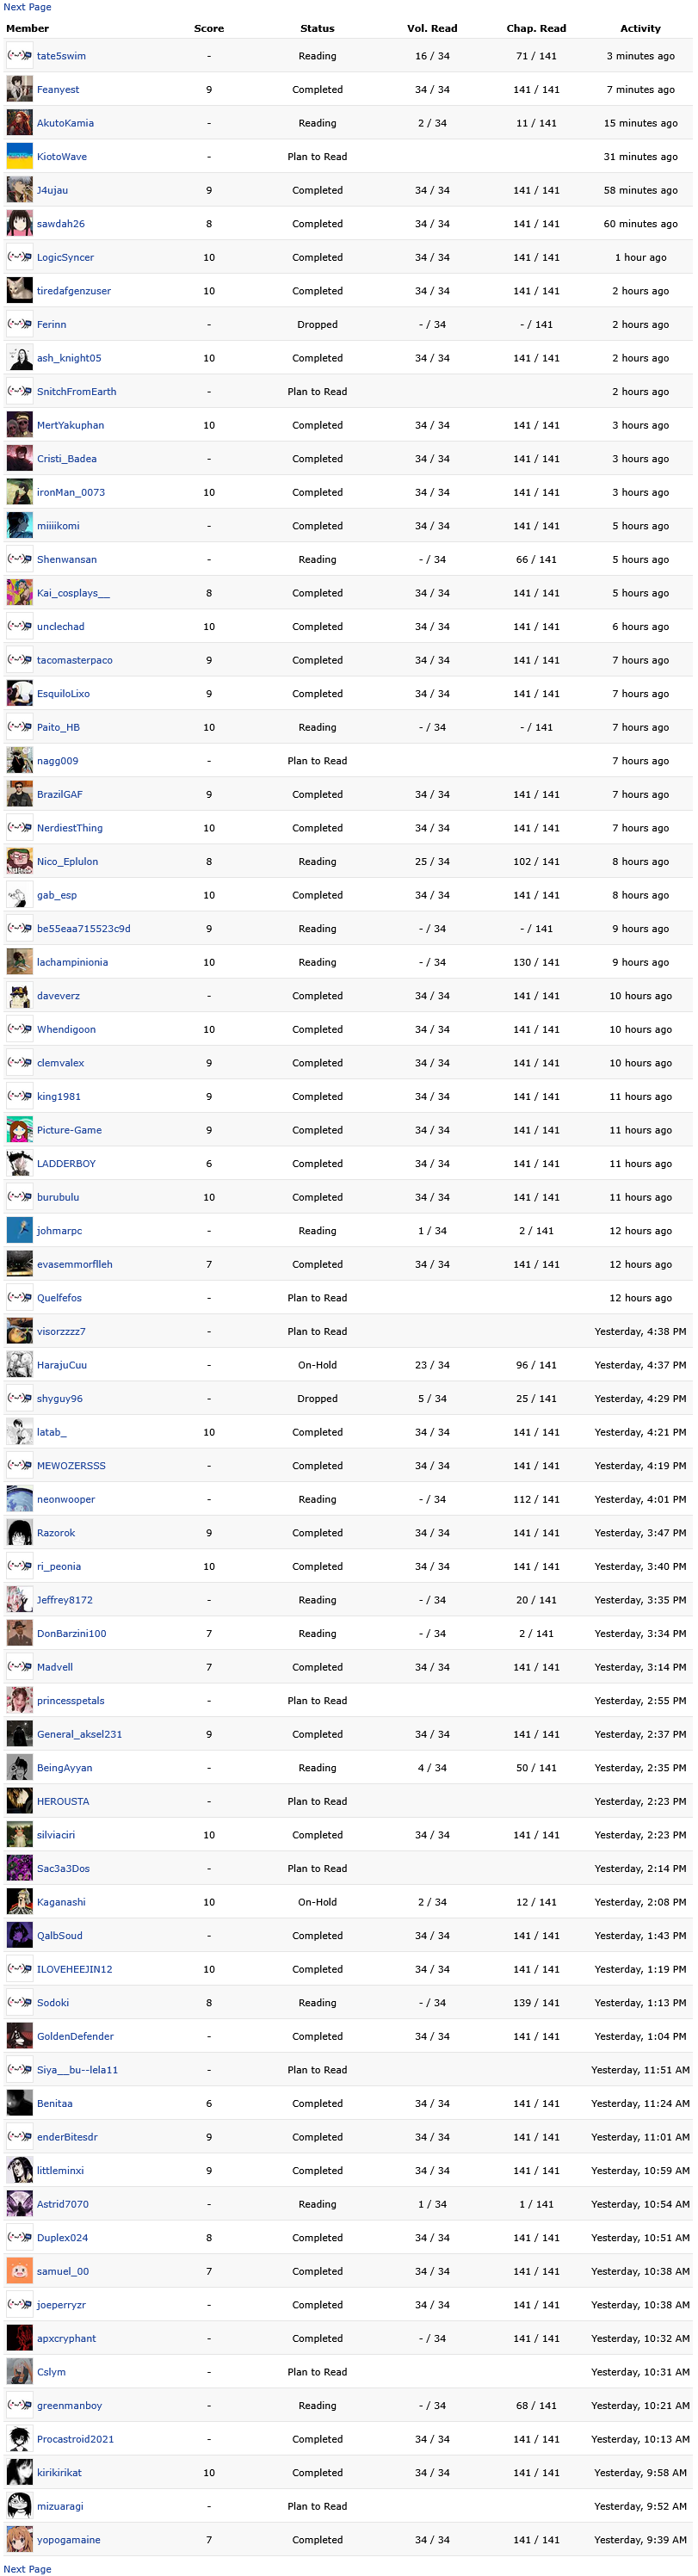 Next Page
Member Score Status Vol. Read Chap. Read Activity
tate5swim - Reading 16 / 34 71 / 141 3 minutes ago
Feanyest 9 Completed 34 / 34 141 / 141 7 minutes ago
AkutoKamia - Reading 2 / 34 11 / 141 15 minutes ago
KiotoWave - Plan to Read 31 minutes ago
J4ujau 9 Completed 34 / 34 141 / 141 58 minutes ago
sawdah26 8 Completed 34 / 34 141 / 141 60 minutes ago
LogicSyncer 10 Completed 34 / 34 141 / 141 1 hour ago
tiredafgenzuser 10 Completed 34 / 34 141 / 141 2 hours ago
Ferinn - Dropped - / 34 - / 141 2 hours ago
ash_knight05 10 Completed 34 / 34 141 / 141 2 hours ago
SnitchFromEarth - Plan to Read 2 hours ago
MertYakuphan 10 Completed 34 / 34 141 / 141 3 hours ago
Cristi_Badea - Completed 34 / 34 141 / 141 3 hours ago
ironMan_0073 10 Completed 34 / 34 141 / 141 3 hours ago
miiiikomi - Completed 34 / 34 141 / 141 5 hours ago
Shenwansan - Reading - / 34 66 / 141 5 hours ago
Kai_cosplays__ 8 Completed 34 / 34 141 / 141 5 hours ago
unclechad 10 Completed 34 / 34 141 / 141 6 hours ago
tacomasterpaco 9 Completed 34 / 34 141 / 141 7 hours ago
EsquiloLixo 9 Completed 34 / 34 141 / 141 7 hours ago
Paito_HB 10 Reading - / 34 - / 141 7 hours ago
nagg009 - Plan to Read 7 hours ago
BrazilGAF 9 Completed 34 / 34 141 / 141 7 hours ago
NerdiestThing 10 Completed 34 / 34 141 / 141 7 hours ago
Nico_Eplulon 8 Reading 25 / 34 102 / 141 8 hours ago
gab_esp 10 Completed 34 / 34 141 / 141 8 hours ago
be55eaa715523c9d 9 Reading - / 34 - / 141 9 hours ago
lachampinionia 10 Reading - / 34 130 / 141 9 hours ago
daveverz - Completed 34 / 34 141 / 141 10 hours ago
Whendigoon 10 Completed 34 / 34 141 / 141 10 hours ago
clemvalex 9 Completed 34 / 34 141 / 141 10 hours ago
king1981 9 Completed 34 / 34 141 / 141 11 hours ago
Picture-Game 9 Completed 34 / 34 141 / 141 11 hours ago
LADDERBOY 6 Completed 34 / 34 141 / 141 11 hours ago
burubulu 10 Completed 34 / 34 141 / 141 11 hours ago
johmarpc - Reading 1 / 34 2 / 141 12 hours ago
evasemmorflleh 7 Completed 34 / 34 141 / 141 12 hours ago
Quelfefos - Plan to Read 12 hours ago
visorzzzz7 - Plan to Read Yesterday, 4:38 PM
HarajuCuu - On-Hold 23 / 34 96 / 141 Yesterday, 4:37 PM
shyguy96 - Dropped 5 / 34 25 / 141 Yesterday, 4:29 PM
latab_ 10 Completed 34 / 34 141 / 141 Yesterday, 4:21 PM
MEWOZERSSS - Completed 34 / 34 141 / 141 Yesterday, 4:19 PM
neonwooper - Reading - / 34 112 / 141 Yesterday, 4:01 PM
Razorok 9 Completed 34 / 34 141 / 141 Yesterday, 3:47 PM
ri_peonia 10 Completed 34 / 34 141 / 141 Yesterday, 3:40 PM
Jeffrey8172 - Reading - / 34 20 / 141 Yesterday, 3:35 PM
DonBarzini100 7 Reading - / 34 2 / 141 Yesterday, 3:34 PM
Madvell 7 Completed 34 / 34 141 / 141 Yesterday, 3:14 PM
princesspetals - Plan to Read Yesterday, 2:55 PM
General_aksel231 9 Completed 34 / 34 141 / 141 Yesterday, 2:37 PM
BeingAyyan - Reading 4 / 34 50 / 141 Yesterday, 2:35 PM
HEROUSTA - Plan to Read Yesterday, 2:23 PM
silviaciri 10 Completed 34 / 34 141 / 141 Yesterday, 2:23 PM
Sac3a3Dos - Plan to Read Yesterday, 2:14 PM
Kaganashi 10 On-Hold 2 / 34 12 / 141 Yesterday, 2:08 PM
QalbSoud - Completed 34 / 34 141 / 141 Yesterday, 1:43 PM
ILOVEHEEJIN12 10 Completed 34 / 34 141 / 141 Yesterday, 1:19 PM
Sodoki 8 Reading - / 34 139 / 141 Yesterday, 1:13 PM
GoldenDefender - Completed 34 / 34 141 / 141 Yesterday, 1:04 PM
Siya__bu--lela11 - Plan to Read Yesterday, 11:51 AM
Benitaa 6 Completed 34 / 34 141 / 141 Yesterday, 11:24 AM
enderBitesdr 9 Completed 34 / 34 141 / 141 Yesterday, 11:01 AM
littleminxi 9 Completed 34 / 34 141 / 141 Yesterday, 10:59 AM
Astrid7070 - Reading 1 / 34 1 / 141 Yesterday, 10:54 AM
Duplex024 8 Completed 34 / 34 141 / 141 Yesterday, 10:51 AM
samuel_00 7 Completed 34 / 34 141 / 141 Yesterday, 10:38 AM
joeperryzr - Completed 34 / 34 141 / 141 Yesterday, 10:38 AM
apxcryphant - Completed - / 34 141 / 141 Yesterday, 10:32 AM
Cslym - Plan to Read Yesterday, 10:31 AM
greenmanboy - Reading - / 34 68 / 141 Yesterday, 10:21 AM
Procastroid2021 - Completed 34 / 34 141 / 141 Yesterday, 10:13 AM
kirikirikat 10 Completed 34 / 34 141 / 141 Yesterday, 9:58 AM
mizuaragi - Plan to Read Yesterday, 9:52 AM
yopogamaine 7 Completed 34 / 34 141 / 141 Yesterday, 9:39 AM
Next Page